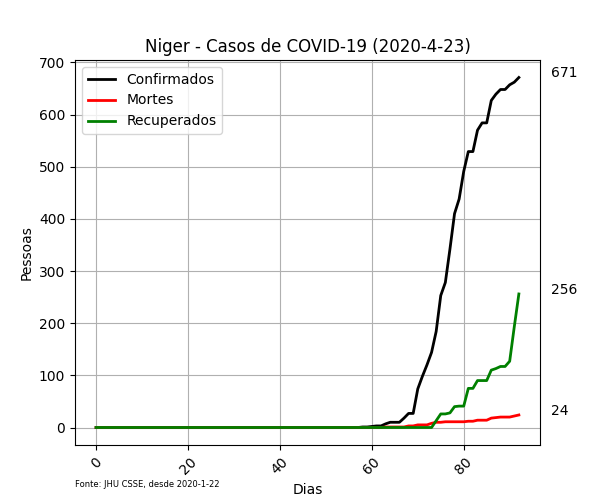 Niger - Casos de COVID-19 (2020-4-23)
Confirmados
Mortes
Recuperados
700
600
500
400
300
200
100
0
Pessoas
671
256
24
0
20
40
60
80
Dias
Fonte: JHU CSSE, desde 2020-1-22